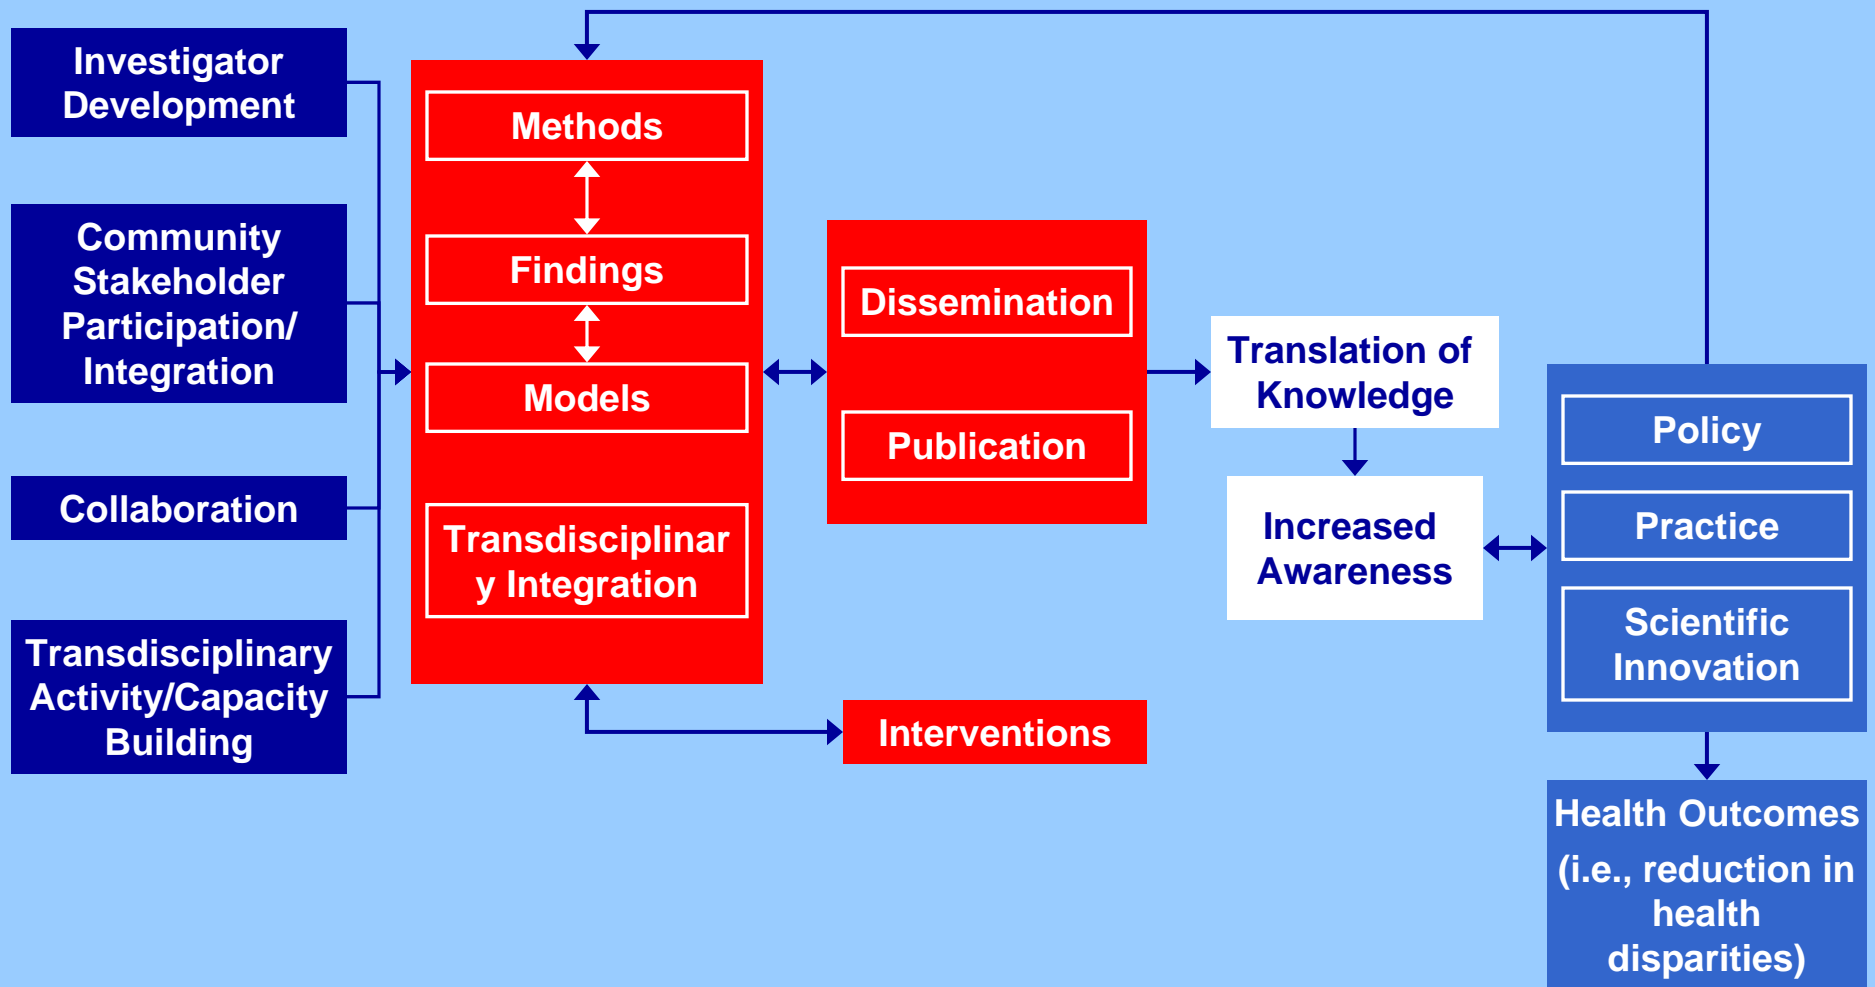 Investigator
Development
Community
Stakeholder
Participation/
Integration
Collaboration
Transdisciplinary
Activity/Capacity
Building
Methods
Findings
Models
Transdisciplinar
y Integration
Dissemination
Publication
Interventions
Translation of
Knowledge
Increased
Awareness
Policy
Practice
Scientific
Innovation
Health Outcomes
(i.e., reduction in
health
disparities)